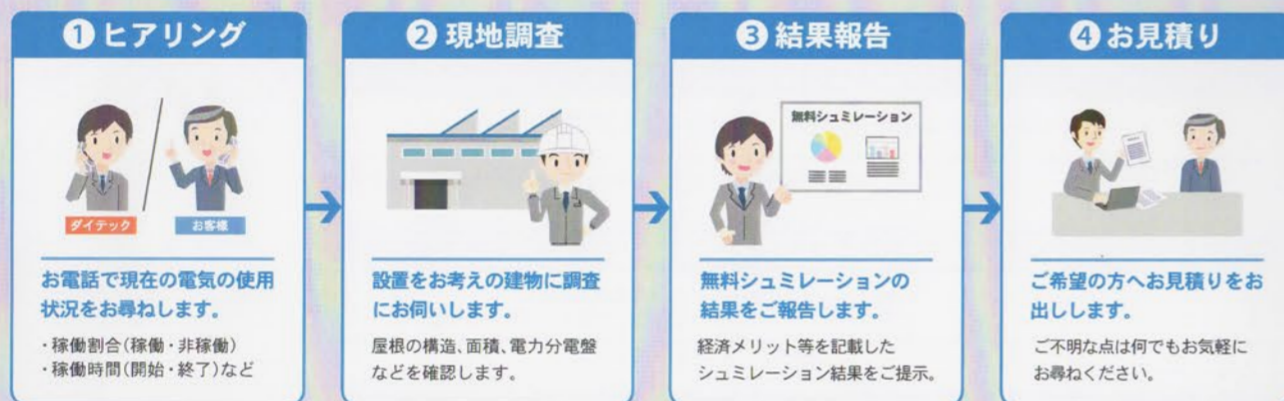 ❶ヒアリング
ダイテック
お客様
お電話で現在の電気の使用
状況をお尋ねします。
・稼働割合(稼働・非稼働)
・稼働時間(開始・終了)など
❷現地調査
設置をお考えの建物に調査
にお伺いします。
屋根の構造、面積、電力分電盤
などを確認します。
❸結果報告
無料シュミレーション
無料シュミレーションの
結果をご報告します。
経済メリット等を記載した
シュミレーション結果をご提示。
❹お見積り
ご希望の方へお見積りをお
出しします。
ご不明な点は何でもお気軽に
お尋ねください。